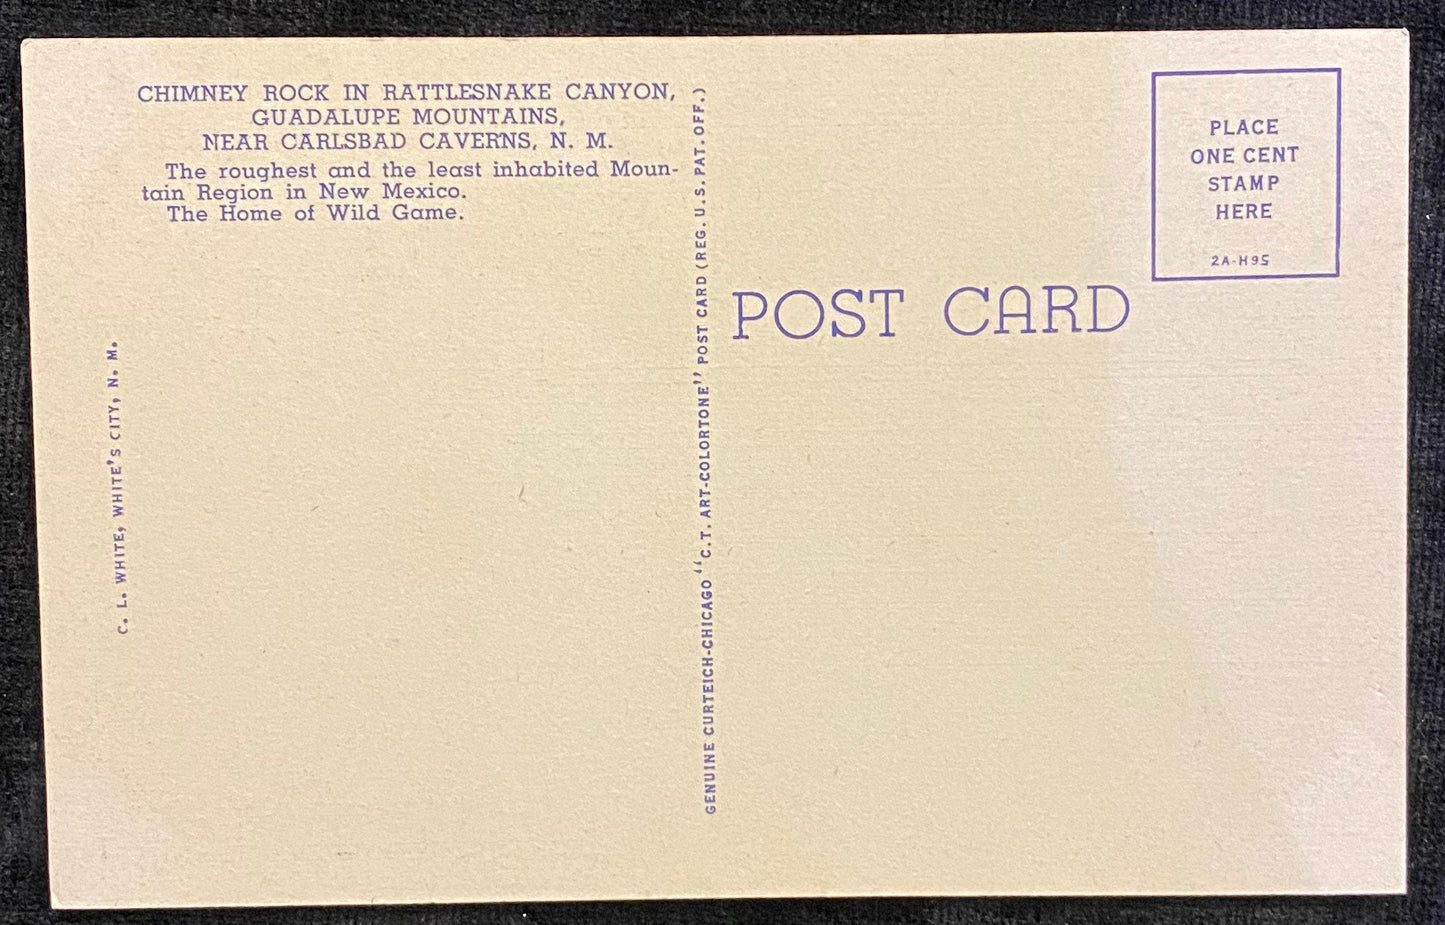 CHIMNEY ROCK IN RATTLESNAKE CANYON,
GUADALUPE MOUNTAINS,
NEAR CARLSBAD CAVERNS, N. M.
The roughest and the least inhabited Moun-
tain Region in New Mexico.
The Home of Wild Game.
C. L. WHITE, WHITE'S CITY, N. M.
GENUINE CURTEICH-CHICAGO "C.T. ART-COLORTONE" POST CARD (REG. U.S. PAT. OFF.)
POST CARD
PLACE
ONE CENT
STAMP
HERE
2A-H95